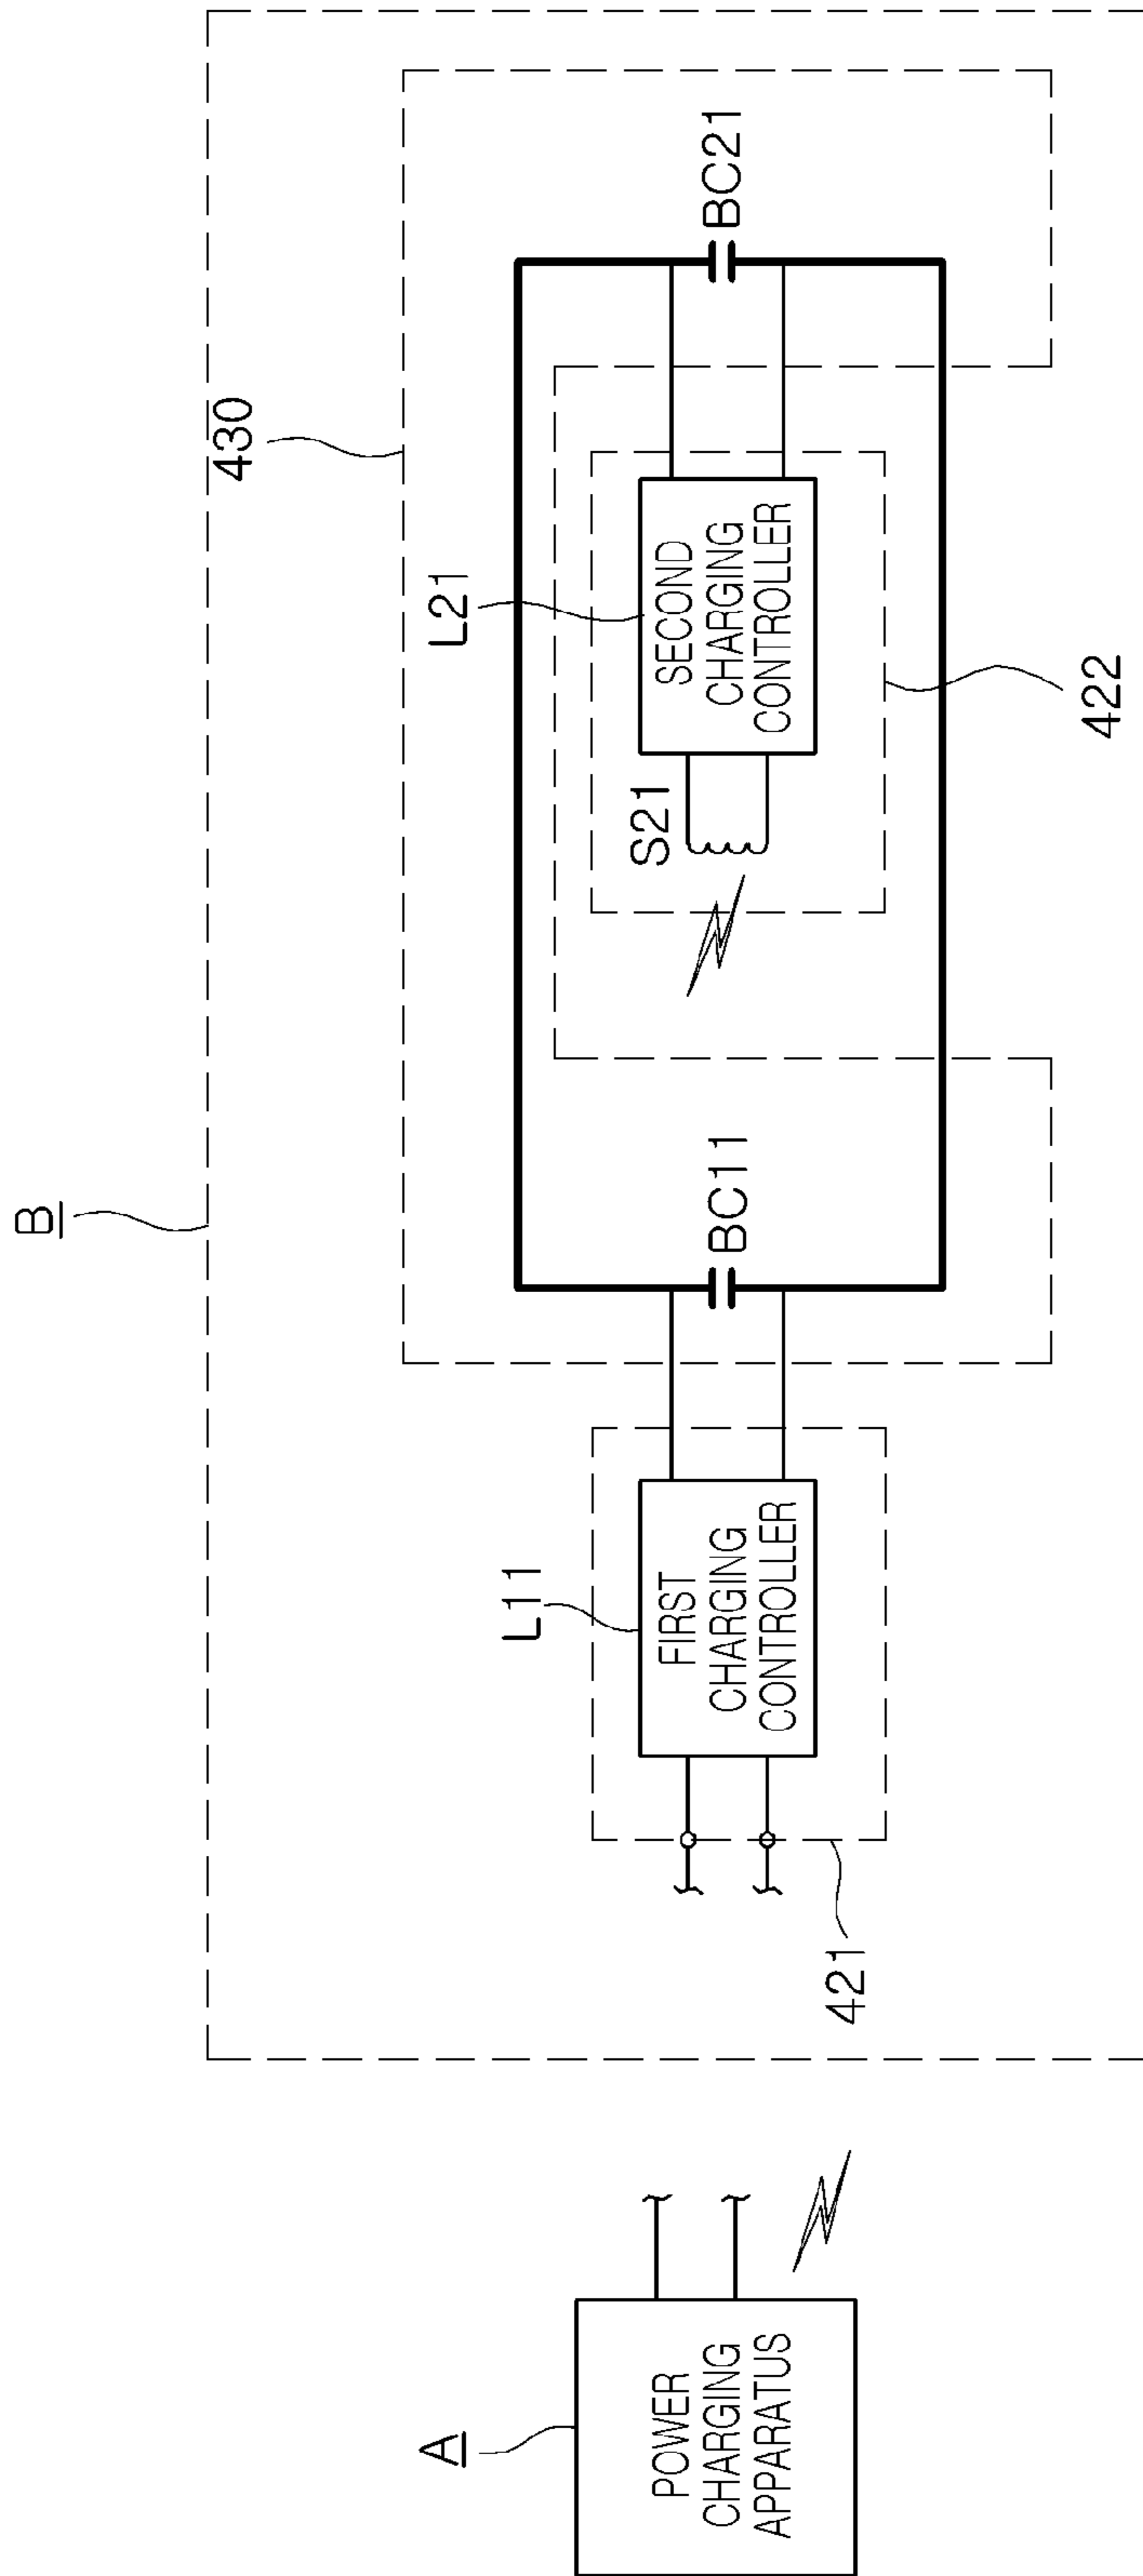 B
430
BC21
L21
SECOND
CHARGING
CONTROLLER
S21
422
BC11
L11
FIRST
CHARGING
CONTROLLER
421
A
POWER
CHARGING
APPARATUS